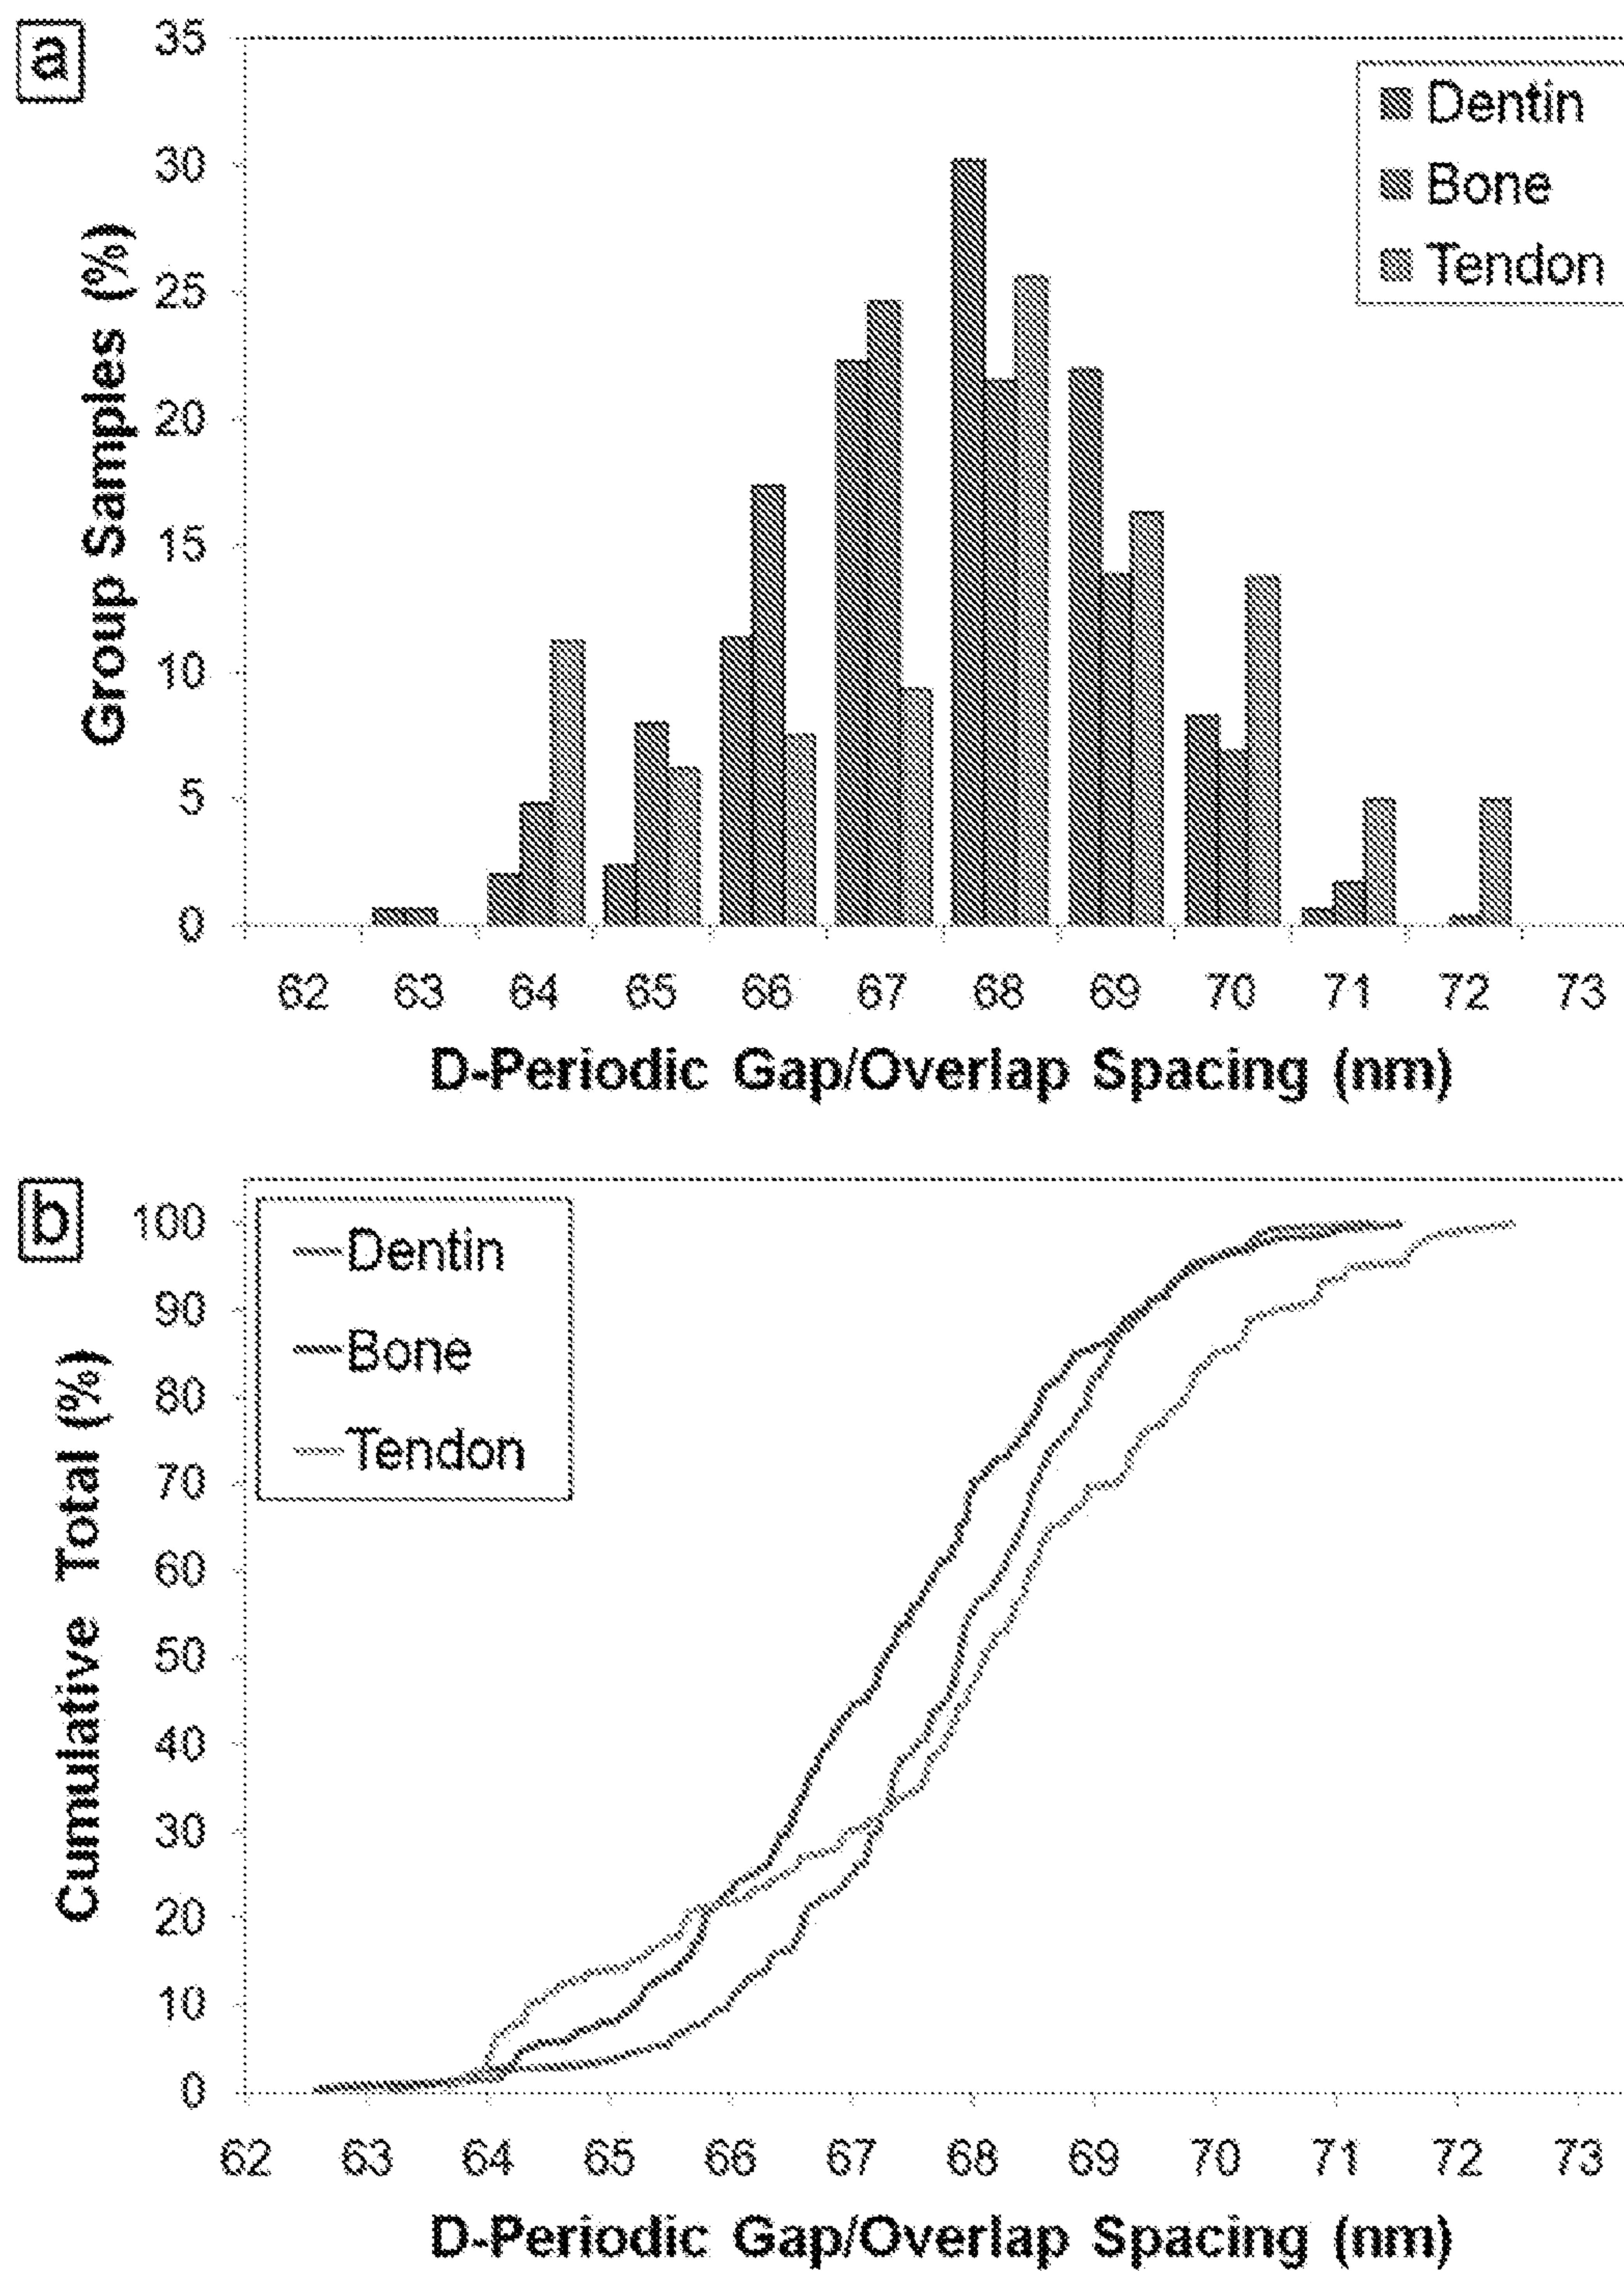 a
35
30
25
20
15
10
5
0
Group Samples (%)
Dentin
Bone
Tendon
62 63 64 65 66 67 68 69 70 71 72 73
D-Periodic Gap/Overlap Spacing (nm)
b
100
90
80
70
60
50
40
30
20
10
0
Cumulative Total (%)
Dentin
Bone
Tendon
62 63 64 65 66 67 68 69 70 71 72 73
D-Periodic Gap/Overlap Spacing (nm)